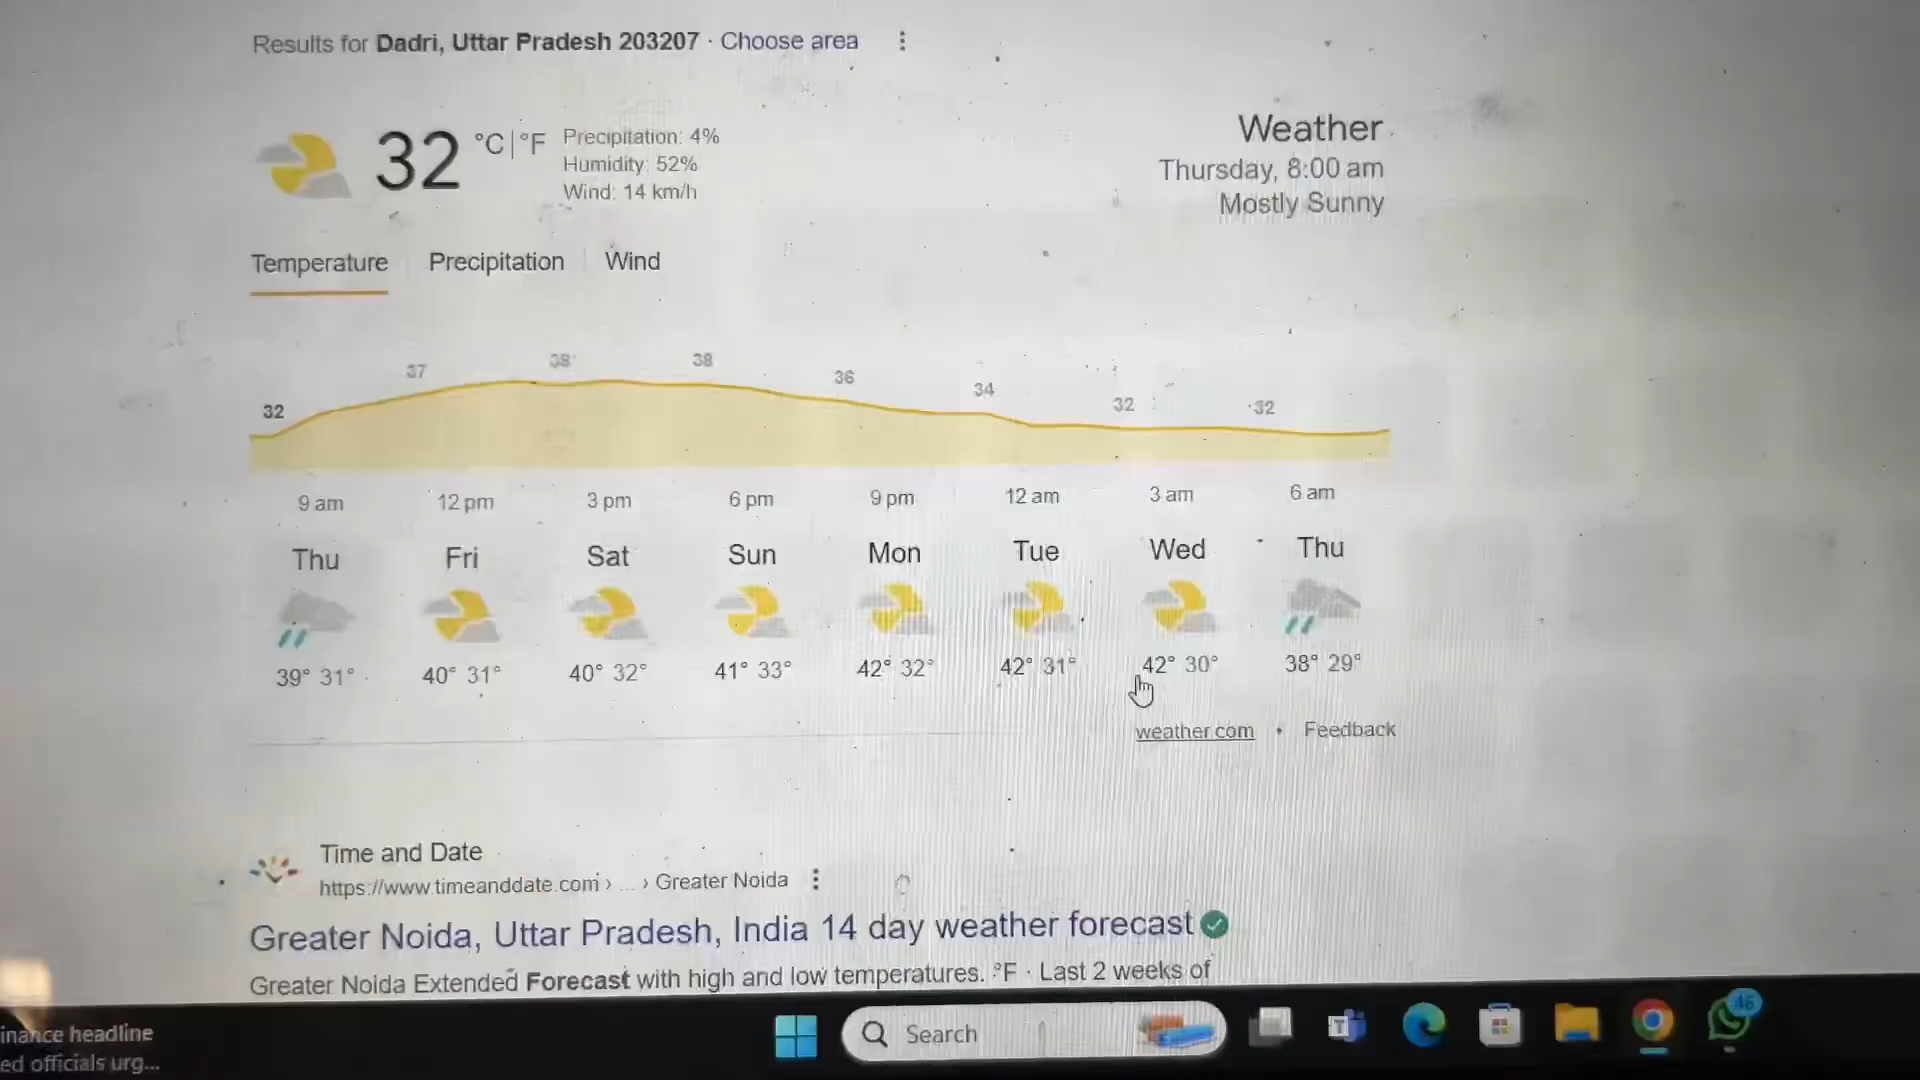 Results for Dadri, Uttar Pradesh 203207 · Choose area
32 °C|°F
Precipitation: 4%
Humidity: 52%
Wind: 14 km/h
Weather
Thursday, 8:00 am
Mostly Sunny
Temperature Precipitation Wind
32 37 38 38 36 34 32 32
9 am 12 pm 3 pm 6 pm 9 pm 12 am 3 am 6 am
Thu Fri Sat Sun Mon Tue Wed Thu
39° 31° 40° 31° 40° 32° 41° 33° 42° 32° 42° 31° 42° 30° 38° 29°
weather.com • Feedback
Time and Date
https://www.timeanddate.com › ... › Greater Noida
Greater Noida, Uttar Pradesh, India 14 day weather forecast
Greater Noida Extended Forecast with high and low temperatures. °F · Last 2 weeks of
inance headline
ed officials urg...
Search
46